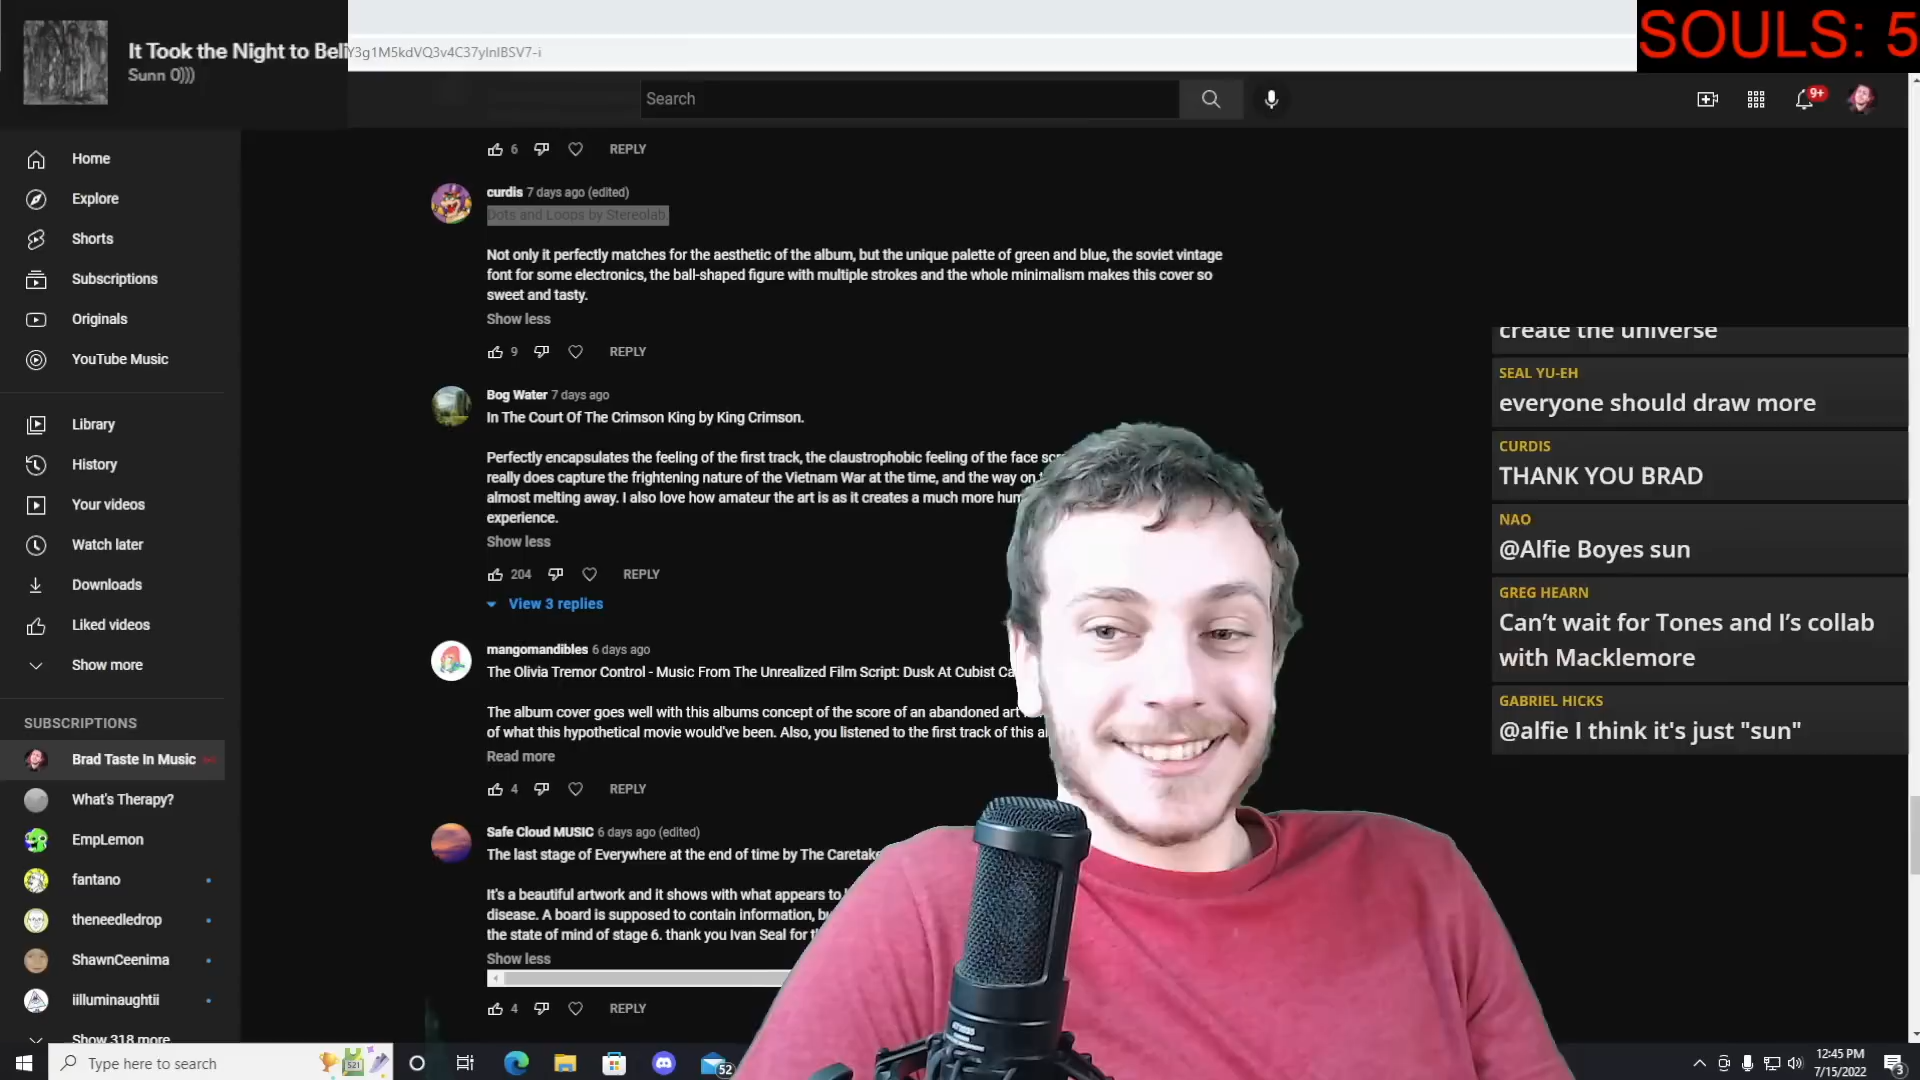 It Took the Night to Beli
Sunn O)))
Y3g1M5kdVQ3v4C37yInIBSV7-i
SOULS: 5
Search
9+
Home
Explore
Shorts
Subscriptions
Originals
YouTube Music
Library
History
Your videos
Watch later
Downloads
Liked videos
Show more
SUBSCRIPTIONS
Brad Taste In Music
What's Therapy?
EmpLemon
fantano
theneedledrop
ShawnCeenima
iilluminaughtii
Show 318 more
6 REPLY
curdis 7 days ago (edited)
Dots and Loops by Stereolab.
Not only it perfectly matches for the aesthetic of the album, but the unique palette of green and blue, the soviet vintage
font for some electronics, the ball-shaped figure with multiple strokes and the whole minimalism makes this cover so
sweet and tasty.
Show less
9 REPLY
Bog Water 7 days ago
In The Court Of The Crimson King by King Crimson.
Perfectly encapsulates the feeling of the first track, the claustrophobic feeling of the face scr
really does capture the frightening nature of the Vietnam War at the time, and the way on t
almost melting away. I also love how amateur the art is as it creates a much more hum
experience.
Show less
204 REPLY
View 3 replies
mangomandibles 6 days ago
The Olivia Tremor Control - Music From The Unrealized Film Script: Dusk At Cubist Ca
The album cover goes well with this albums concept of the score of an abandoned art
of what this hypothetical movie would've been. Also, you listened to the first track of this al
Read more
4 REPLY
Safe Cloud MUSIC 6 days ago (edited)
The last stage of Everywhere at the end of time by The Caretake
It's a beautiful artwork and it shows with what appears to
disease. A board is supposed to contain information, bu
the state of mind of stage 6. thank you Ivan Seal for
Show less
4 REPLY
create the universe
SEAL YU-EH
everyone should draw more
CURDIS
THANK YOU BRAD
NAO
@Alfie Boyes sun
GREG HEARN
Can't wait for Tones and I's collab
with Macklemore
GABRIEL HICKS
@alfie I think it's just "sun"
Type here to search
521
52
12:45 PM
7/15/2022
3